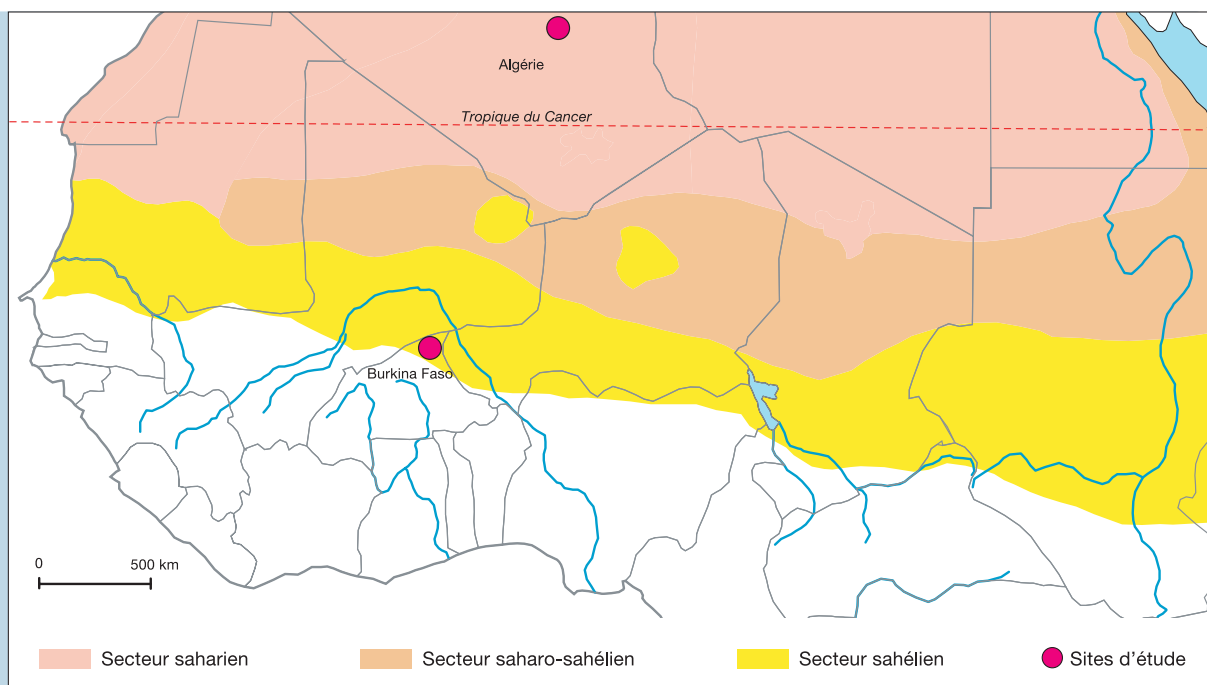 Algérie
Tropique du Cancer
Burkina Faso
0 500 km
Secteur saharien Secteur saharo-sahélien Secteur sahélien Sites d'étude